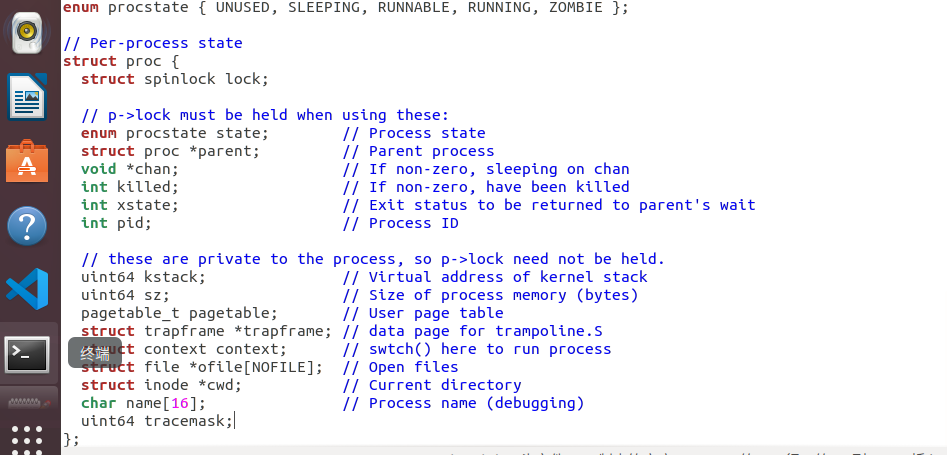 enum procstate { UNUSED, SLEEPING, RUNNABLE, RUNNING, ZOMBIE };
// Per-process state
struct proc {
  struct spinlock lock;
  // p->lock must be held when using these:
  enum procstate state;        // Process state
  struct proc *parent;         // Parent process
  void *chan;                  // If non-zero, sleeping on chan
  int killed;                  // If non-zero, have been killed
  int xstate;                  // Exit status to be returned to parent's wait
  int pid;                     // Process ID
  // these are private to the process, so p->lock need not be held.
  uint64 kstack;               // Virtual address of kernel stack
  uint64 sz;                   // Size of process memory (bytes)
  pagetable_t pagetable;       // User page table
  struct trapframe *trapframe; // data page for trampoline.S
终端
  struct context context;      // swtch() here to run process
  struct file *ofile[NOFILE];  // Open files
  struct inode *cwd;           // Current directory
  char name[16];               // Process name (debugging)
  uint64 tracemask;
};